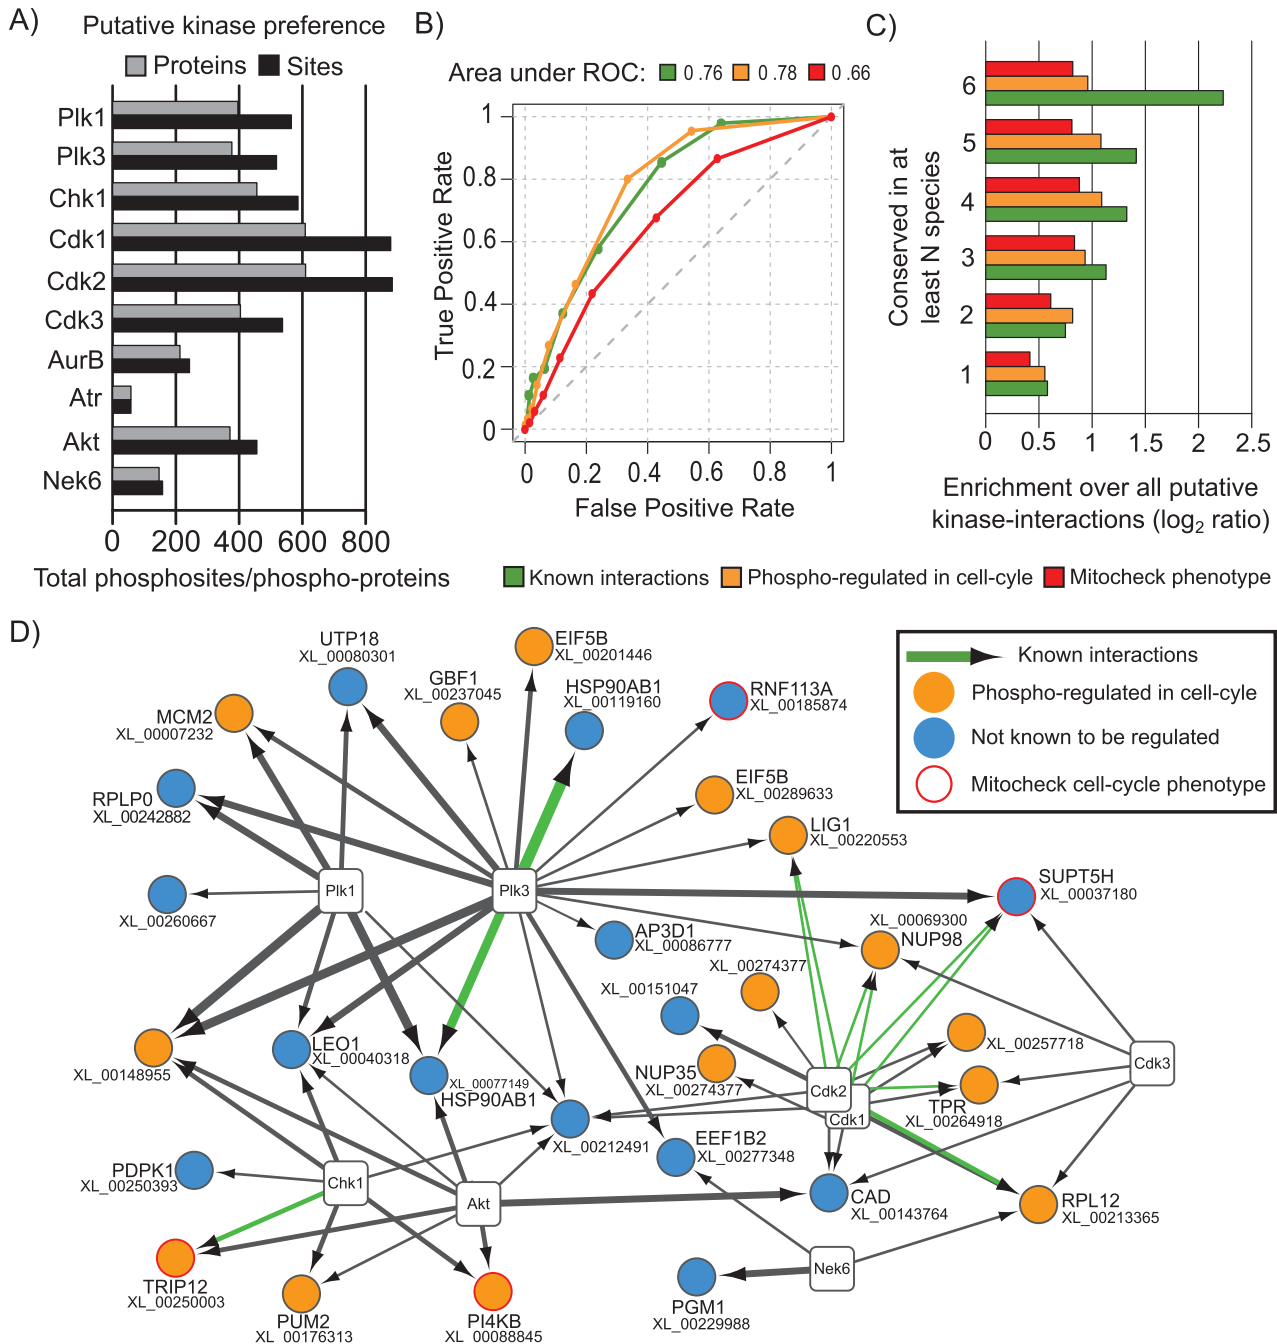 A)
Putative kinase preference
Proteins
Sites
Plk1
Plk3
Chk1
Cdk1
Cdk2
Cdk3
AurB
Atr
Akt
Nek6
0 200 400 600 800
Total phosphosites/phospho-proteins
B)
Area under ROC: 0 .76 0 .78 0 .66
True Positive Rate
1
0.8
0.6
0.4
0.2
0
0 0.2 0.4 0.6 0.8 1
False Positive Rate
C)
Conserved in at
least N species
6
5
4
3
2
1
0 0.5 1 1.5 2 2.5
Enrichment over all putative
kinase-interactions (log2 ratio)
Known interactions Phospho-regulated in cell-cyle Mitocheck phenotype
D)
Known interactions
Phospho-regulated in cell-cyle
Not known to be regulated
Mitocheck cell-cycle phenotype
UTP18
XL_00080301
EIF5B
XL_00201446
GBF1
XL_00237045
HSP90AB1
XL_00119160
RNF113A
XL_00185874
MCM2
XL_00007232
RPLP0
XL_00242882
EIF5B
XL_00289633
LIG1
XL_00220553
SUPT5H
XL_00037180
Plk1
Plk3
XL_00260667
XL_00069300
NUP98
AP3D1
XL_00086777
XL_00274377
XL_00151047
XL_00148955
LEO1
XL_00040318
XL_00077149
HSP90AB1
NUP35
XL_00274377
XL_00257718
Cdk3
Cdk2
Cdk1
TPR
XL_00264918
XL_00212491
EEF1B2
XL_00277348
PDPK1
XL_00250393
Chk1
Akt
CAD
XL_00143764
RPL12
XL_00213365
TRIP12
XL_00250003
PUM2
XL_00176313
PI4KB
XL_00088845
Nek6
PGM1
XL_00229988